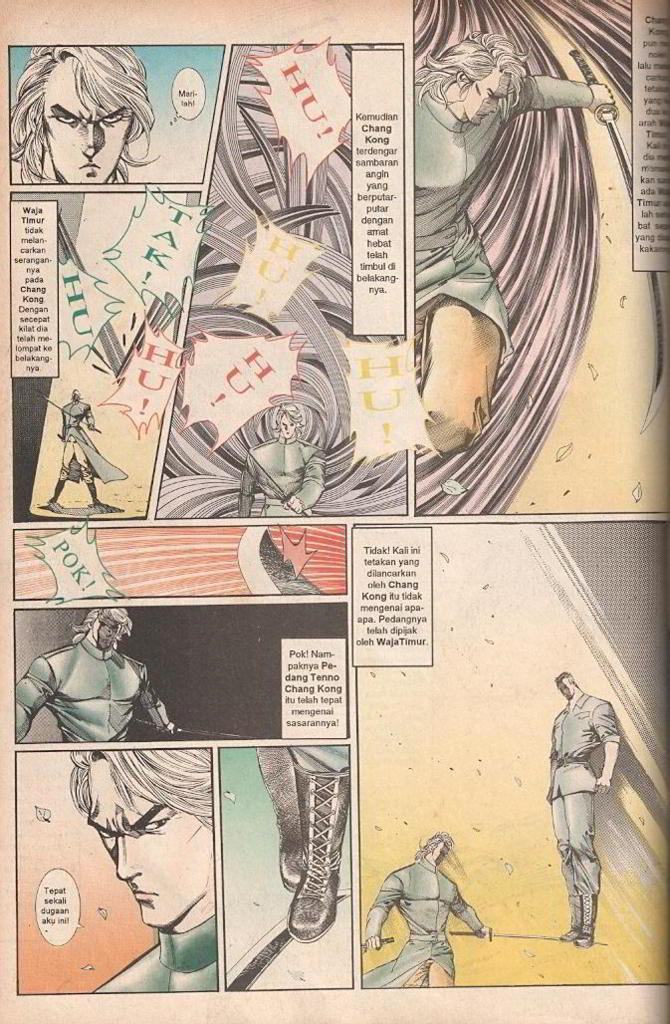 Mari-
lah!
HU!
Kemudian
Chang
Kong
terdengar
sambaran
angin
yang
berputar-
putar
dengan
amat
hebat
telah
timbul di
belakang-
nya.
Waja
Timur
tidak
melan-
carkan
serangan-
nya
pada
Chang
Kong.
Dengan
secepat
kilat dia
telah me-
lompat ke
belakang-
nya.
TAK!
HU!
HU!
HU!
HU!
HU!
POK!
Pok! Nam-
paknya Pe-
dang Tenno
Chang Kong
itu telah tepat
mengenai
sasarannya!
Tidak! Kali ini
tetakan yang
dilancarkan
oleh Chang
Kong itu tidak
mengenai apa-
apa. Pedangnya
telah dipijak
oleh WajaTimur.
Tepat
sekali
dugaan
aku ini!